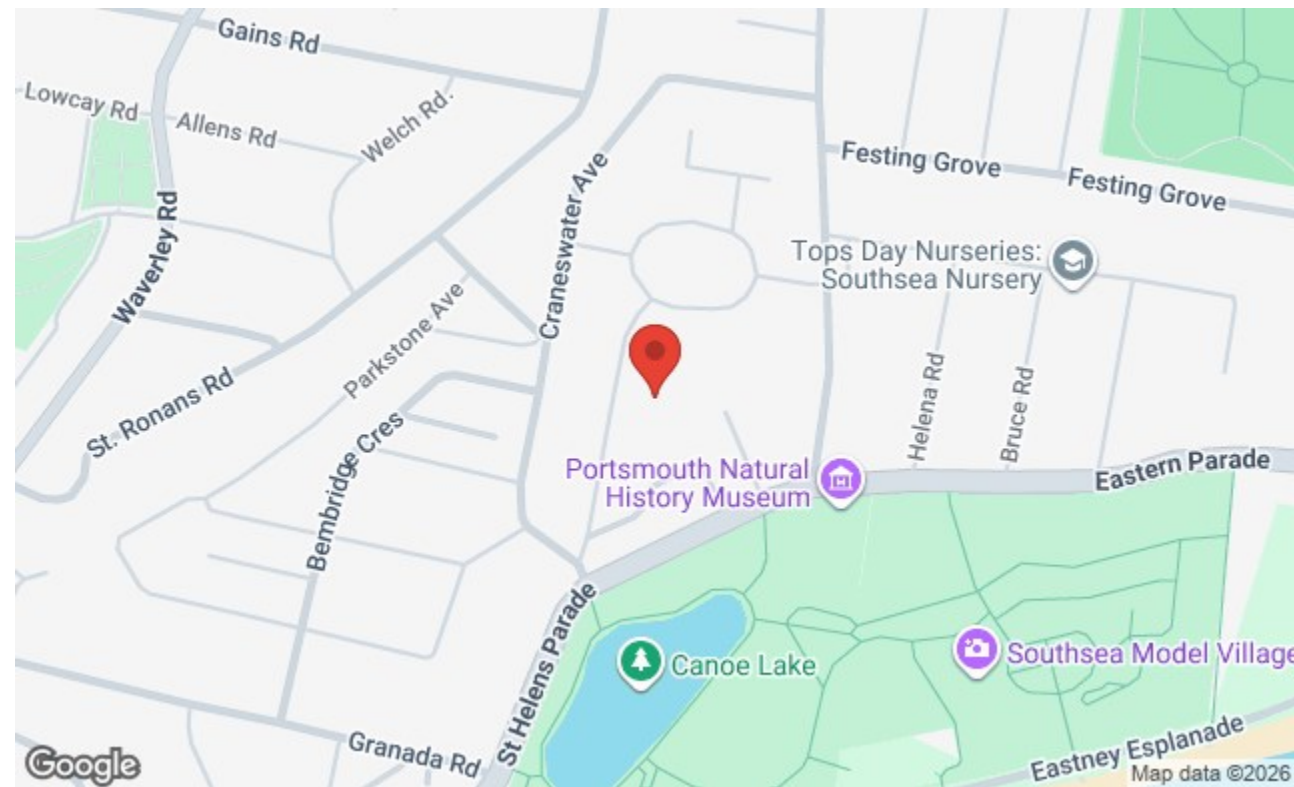 Gains Rd
Lowcay Rd
Allens Rd
Welch Rd.
Festing Grove
Festing Grove
Waverley Rd
Craneswater Ave
Tops Day Nurseries:
Southsea Nursery
Parkstone Ave
St. Ronans Rd
Helena Rd
Bruce Rd
Bembridge Cres
Portsmouth Natural
History Museum
Eastern Parade
St Helens Parade
Canoe Lake
Southsea Model Village
Granada Rd
Eastney Esplanade
Google
Map data ©2026